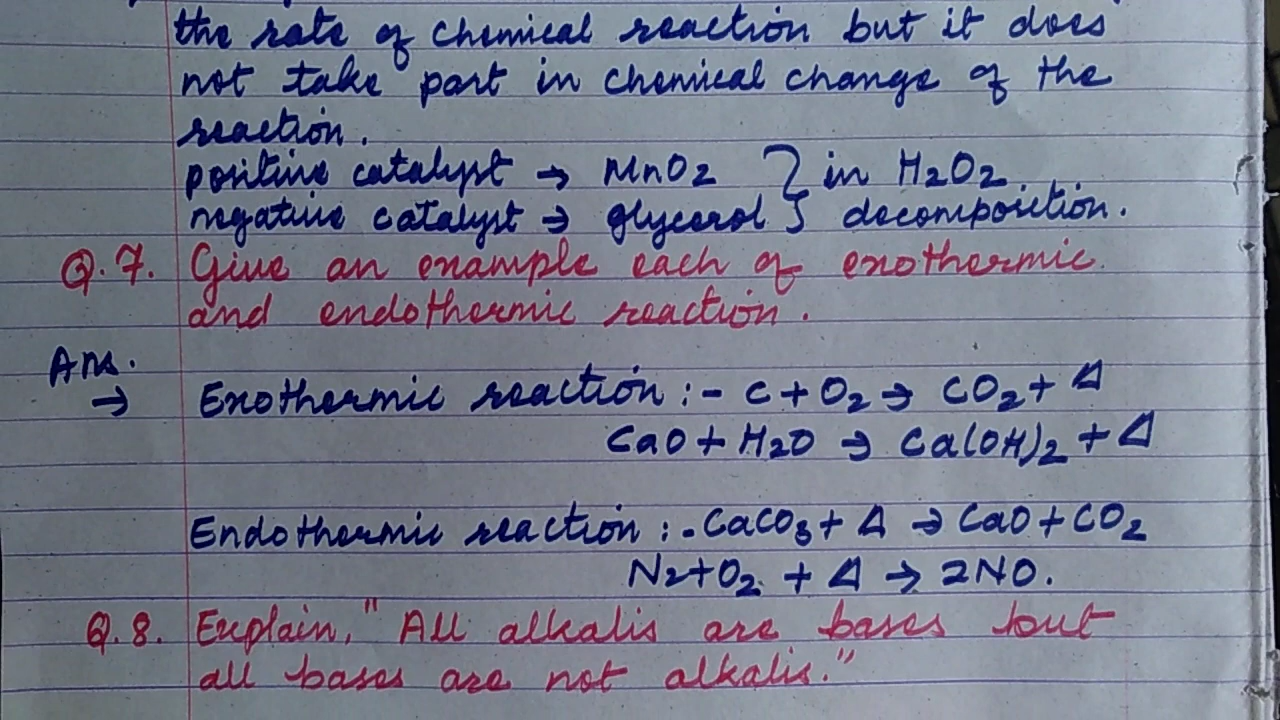 the rate of chemical reaction but it does
not take part in chemical change of the
reaction.
positive catalyst → MnO2 } in H2O2
negative catalyst → glycerol } decomposition.
Q.7. Give an example each of exothermic
and endothermic reaction.
Ans.
→ Exothermic reaction :- C + O2 → CO2 + Δ
CaO + H2O → Ca(OH)2 + Δ
Endothermic reaction :- CaCO3 + Δ → CaO + CO2
N2 + O2 + Δ → 2NO.
Q.8. Explain, "All alkalis are bases but
all bases are not alkalis."